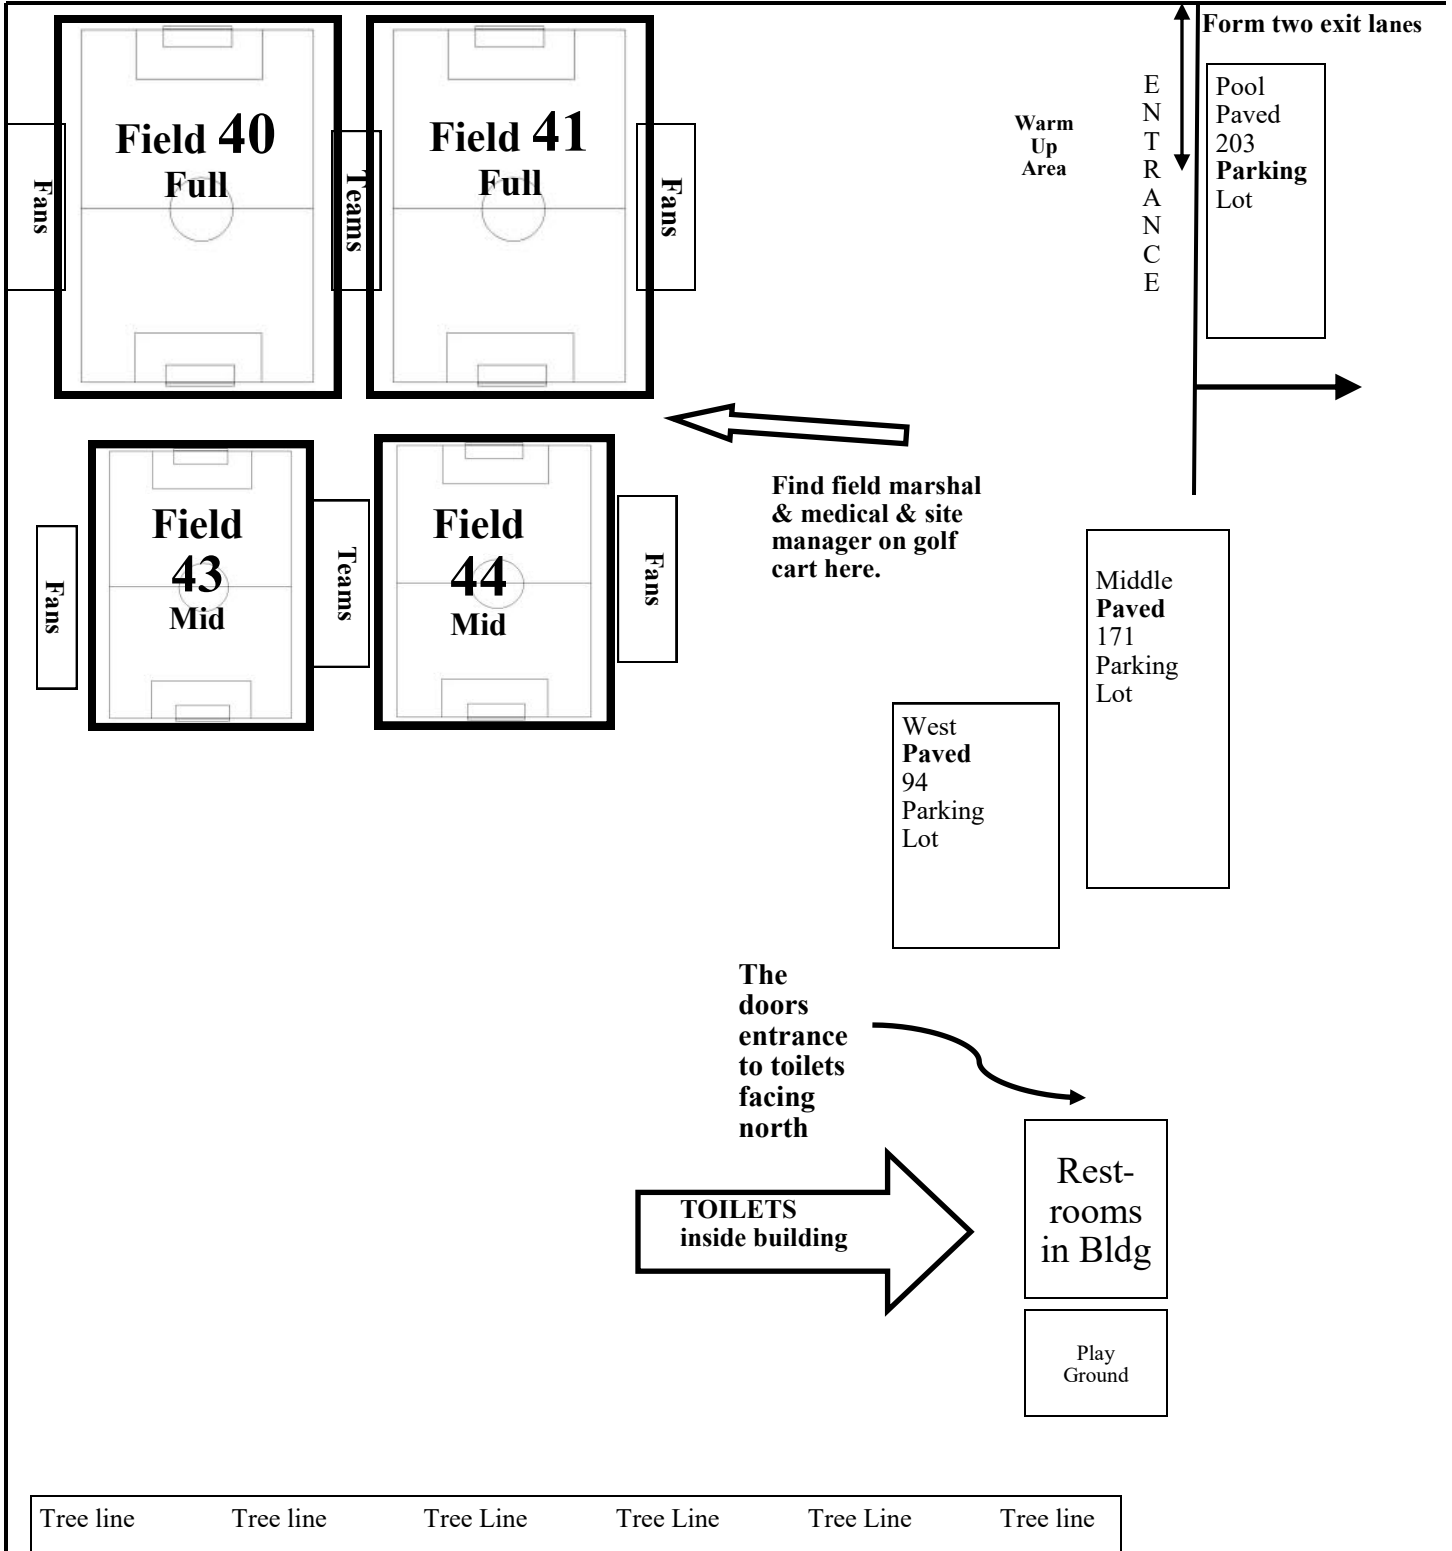 Form two exit lanes
Field 40
Full
Field 41
Full
Fans
Teams
Fans
Warm
Up
Area
ENTRANCE
Pool
Paved
203
Parking
Lot
Field
43
Mid
Field
44
Mid
Fans
Teams
Fans
Find field marshal
& medical & site
manager on golf
cart here.
Middle
Paved
171
Parking
Lot
West
Paved
94
Parking
Lot
The
doors
entrance
to toilets
facing
north
TOILETS
inside building
Rest-
rooms
in Bldg
Play
Ground
Tree line Tree line Tree Line Tree Line Tree Line Tree line